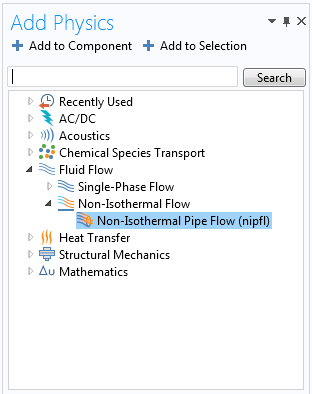 Add Physics
Add to Component Add to Selection
Search
Recently Used
AC/DC
Acoustics
Chemical Species Transport
Fluid Flow
Single-Phase Flow
Non-Isothermal Flow
Non-Isothermal Pipe Flow (nipfl)
Heat Transfer
Structural Mechanics
Δu Mathematics